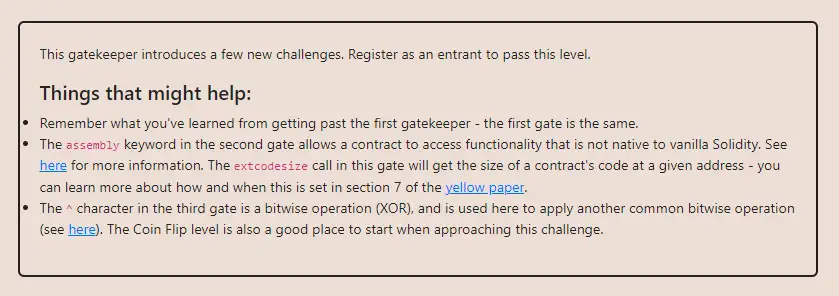 This gatekeeper introduces a few new challenges. Register as an entrant to pass this level.
Things that might help:
• Remember what you've learned from getting past the first gatekeeper - the first gate is the same.
• The assembly keyword in the second gate allows a contract to access functionality that is not native to vanilla Solidity. See
here for more information. The extcodesize call in this gate will get the size of a contract's code at a given address - you
can learn more about how and when this is set in section 7 of the yellow paper.
• The ^ character in the third gate is a bitwise operation (XOR), and is used here to apply another common bitwise operation
(see here). The Coin Flip level is also a good place to start when approaching this challenge.